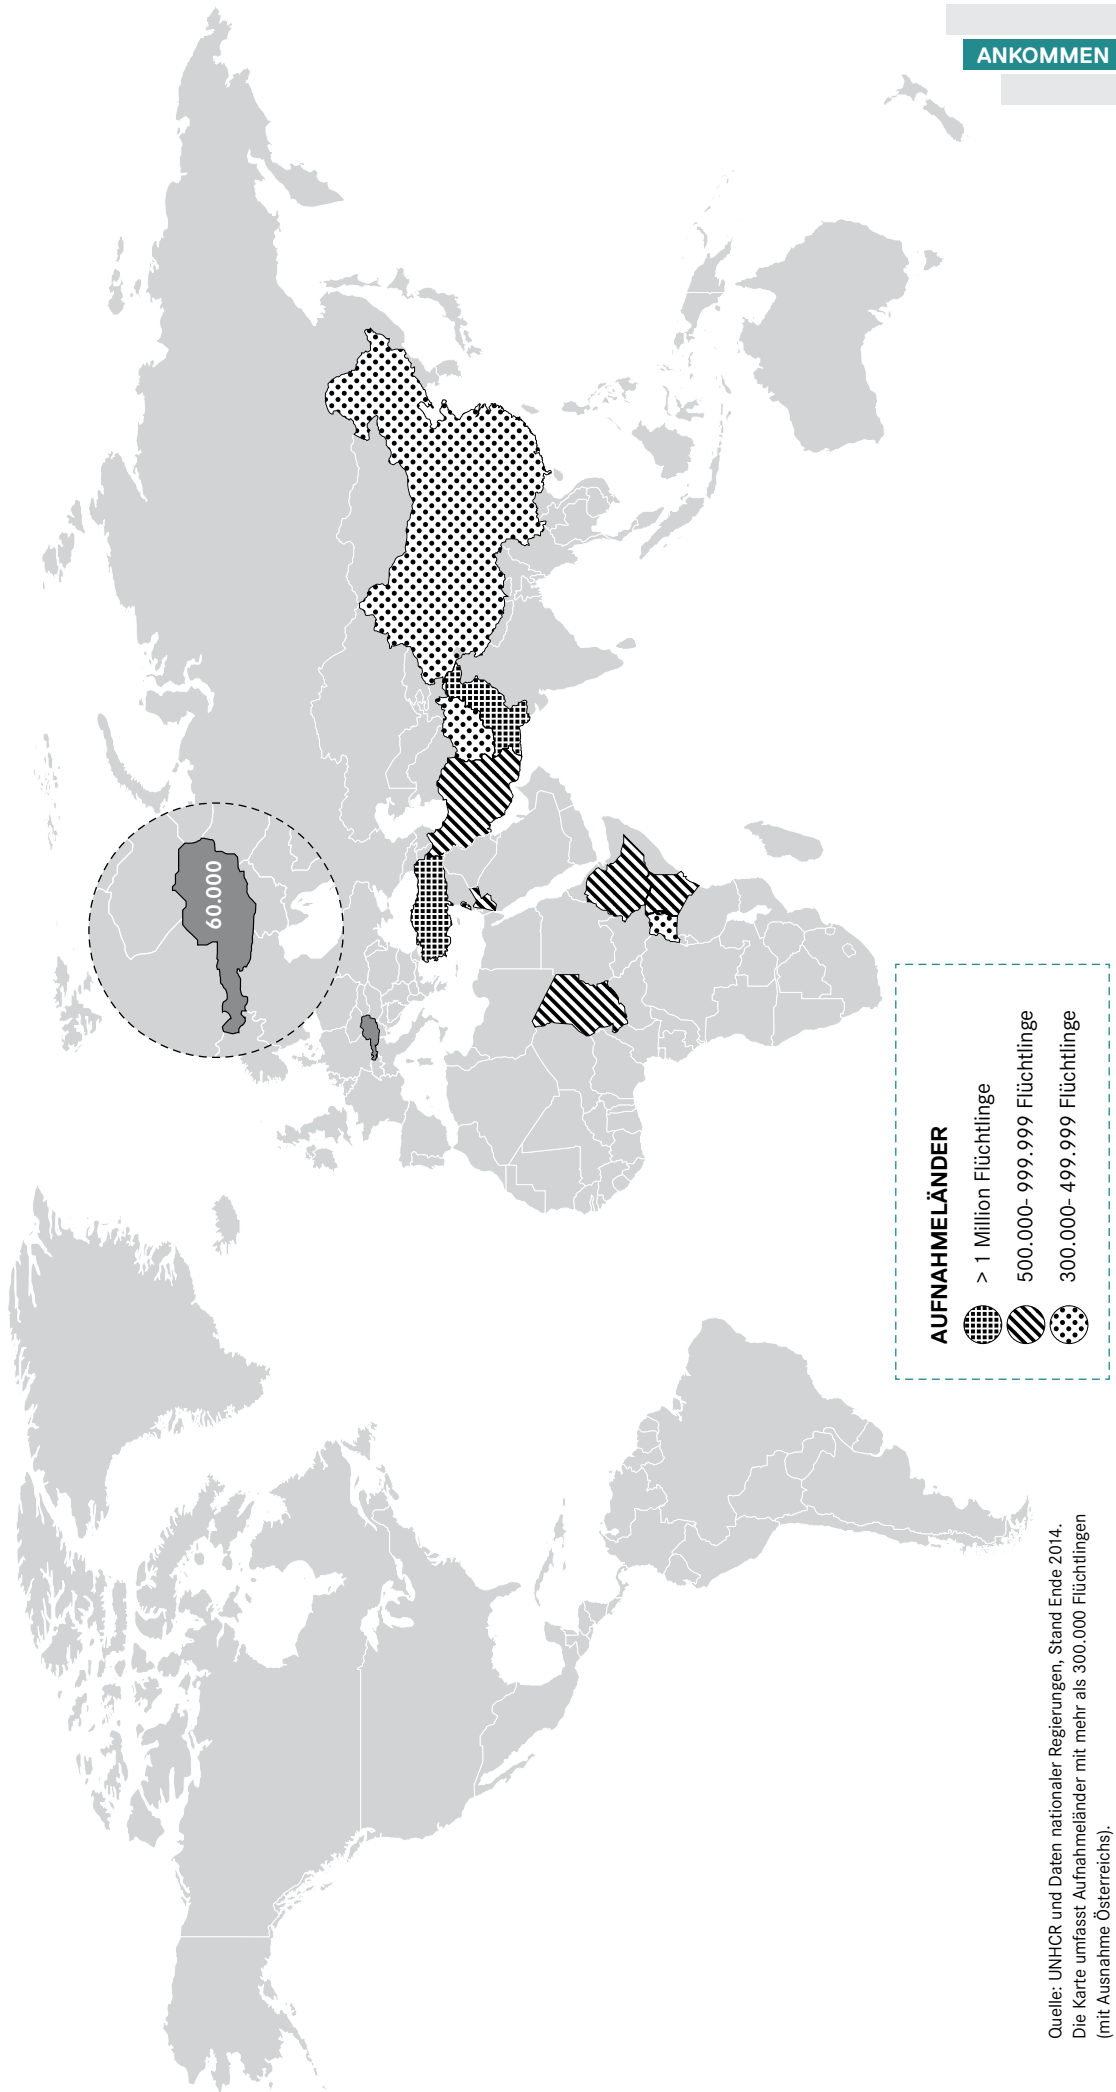 ANKOMMEN
60.000
AUFNAHMELÄNDER
> 1 Million Flüchtlinge
500.000- 999.999 Flüchtlinge
300.000- 499.999 Flüchtlinge
Quelle: UNHCR und Daten nationaler Regierungen, Stand Ende 2014.
Die Karte umfasst Aufnahmeländer mit mehr als 300.000 Flüchtlingen
(mit Ausnahme Österreichs).